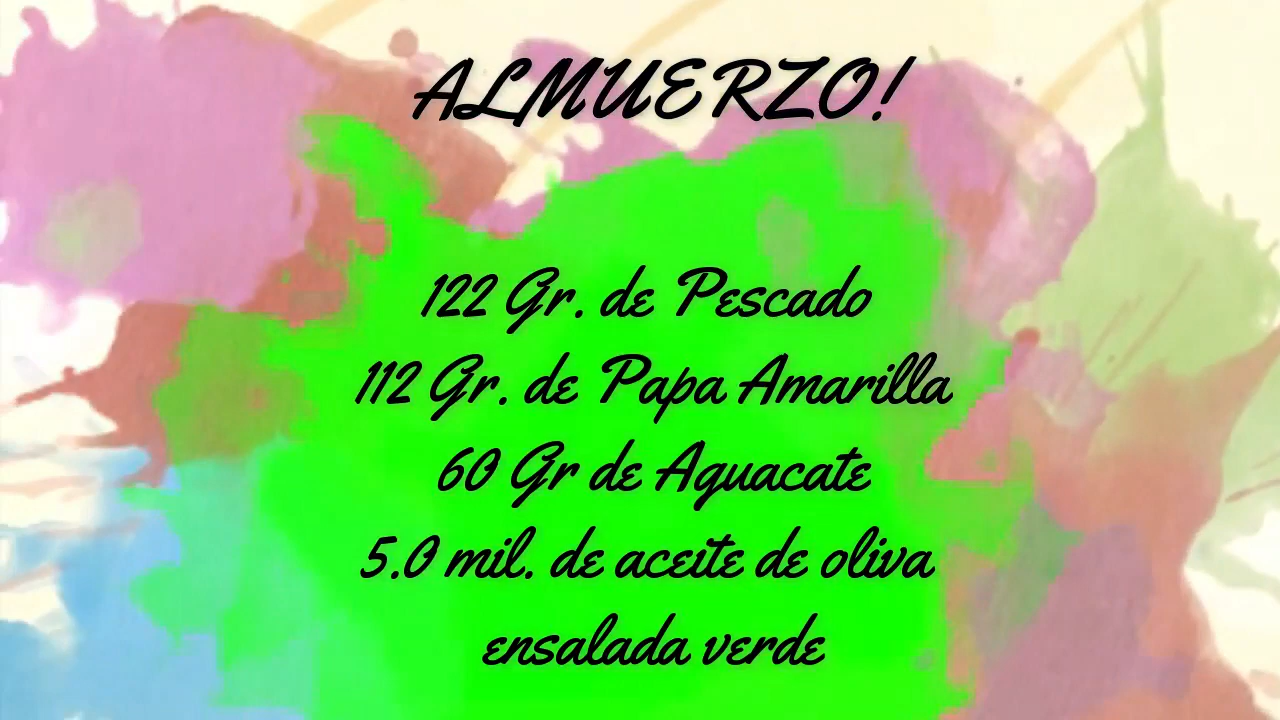 ALMUERZO!
122 Gr. de Pescado
112 Gr. de Papa Amarilla
60 Gr de Aguacate
5.0 mil. de aceite de oliva
ensalada verde